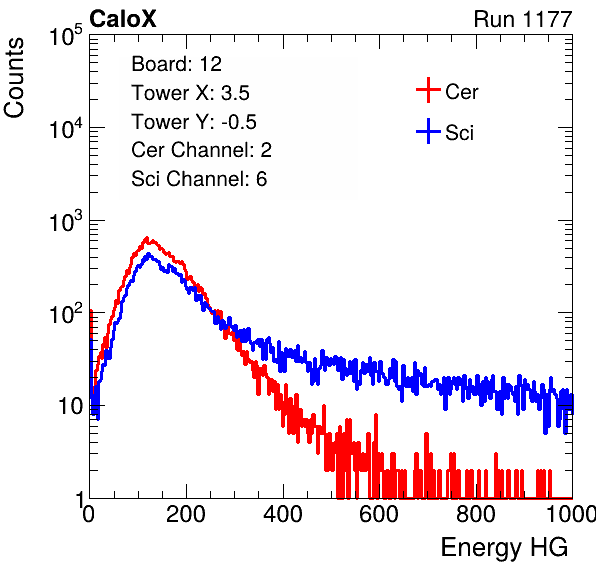 CaloX Run 1177
Counts
10^5
10^4
10^3
10^2
10
1
Board: 12
Tower X: 3.5
Tower Y: -0.5
Cer Channel: 2
Sci Channel: 6
Cer
Sci
0 200 400 600 800 1000
Energy HG